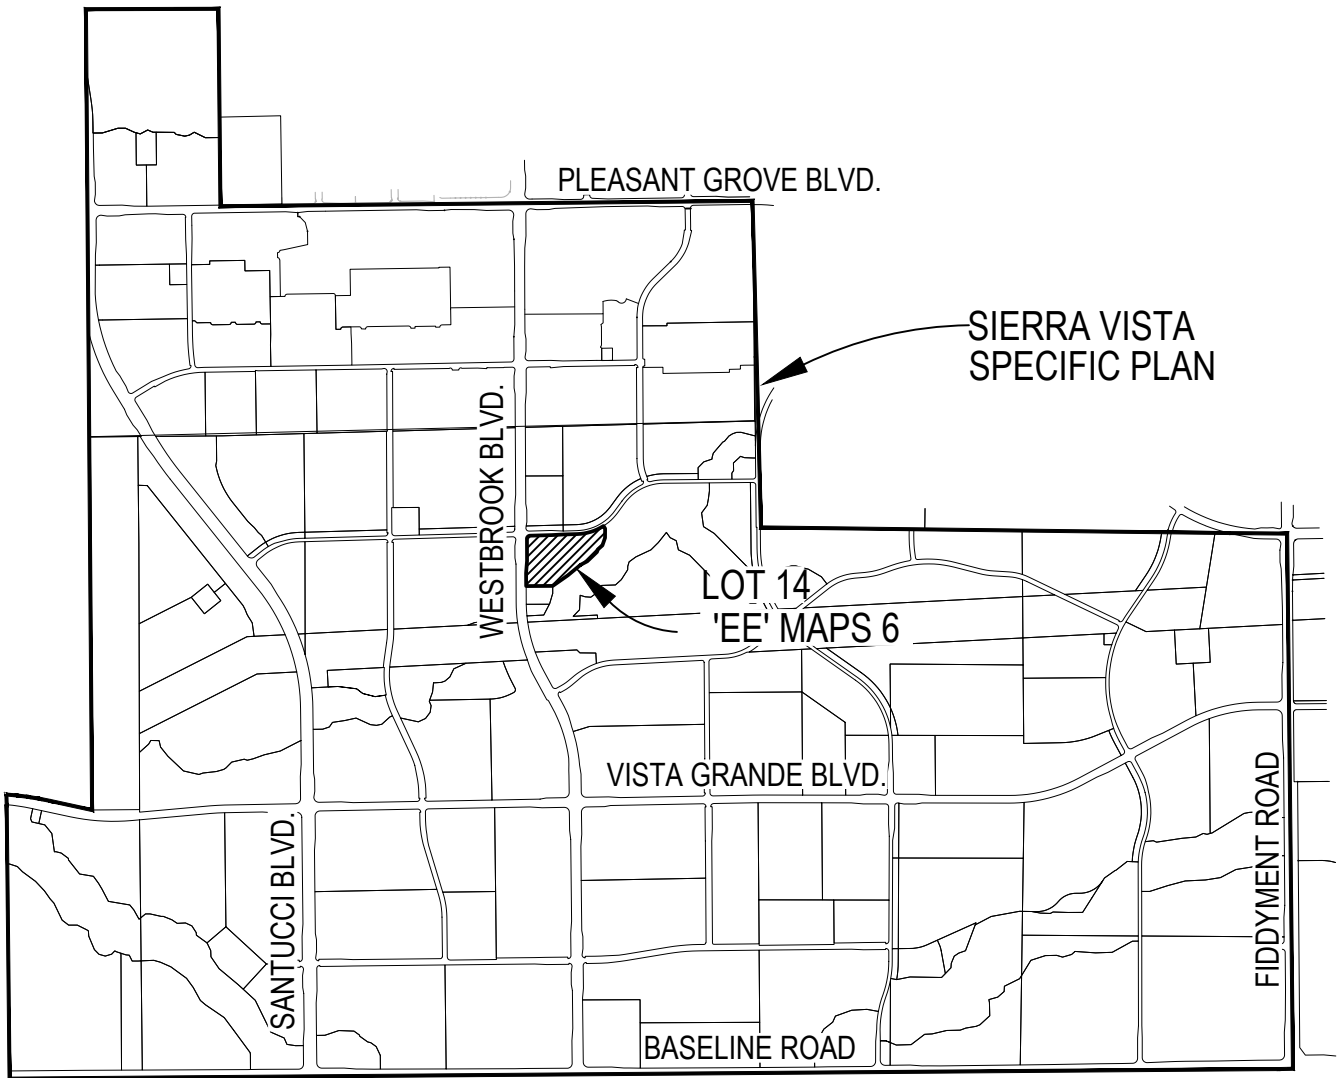 PLEASANT GROVE BLVD.
SIERRA VISTA
SPECIFIC PLAN
WESTBROOK BLVD.
LOT 14
'EE' MAPS 6
VISTA GRANDE BLVD.
SANTUCCI BLVD.
FIDDYMENT ROAD
BASELINE ROAD